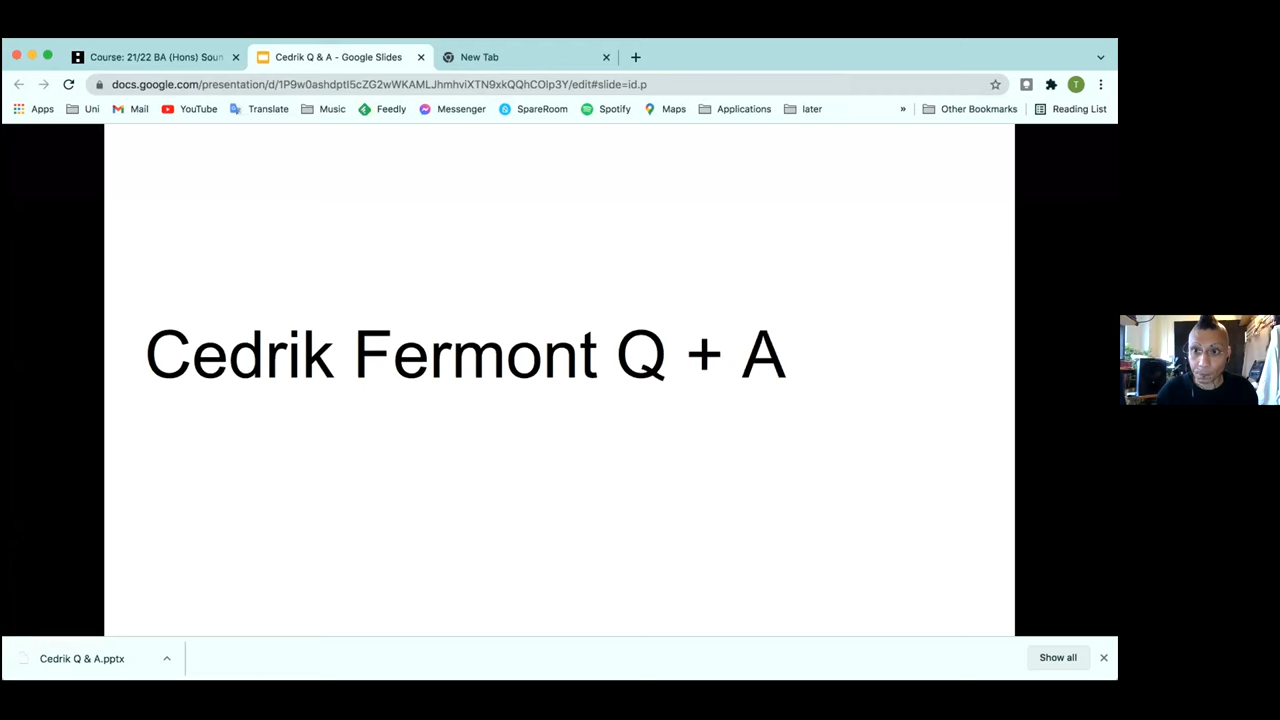 Course: 21/22 BA (Hons) Soun
Cedrik Q & A - Google Slides
New Tab
docs.google.com/presentation/d/1P9w0ashdptI5cZG2wWKAMLJhmhviXTN9xkQQhCOlp3Y/edit#slide=id.p
T
Apps Uni Mail YouTube Translate Music Feedly Messenger SpareRoom Spotify Maps Applications later » Other Bookmarks Reading List
Cedrik Fermont Q + A
Cedrik Q & A.pptx
Show all